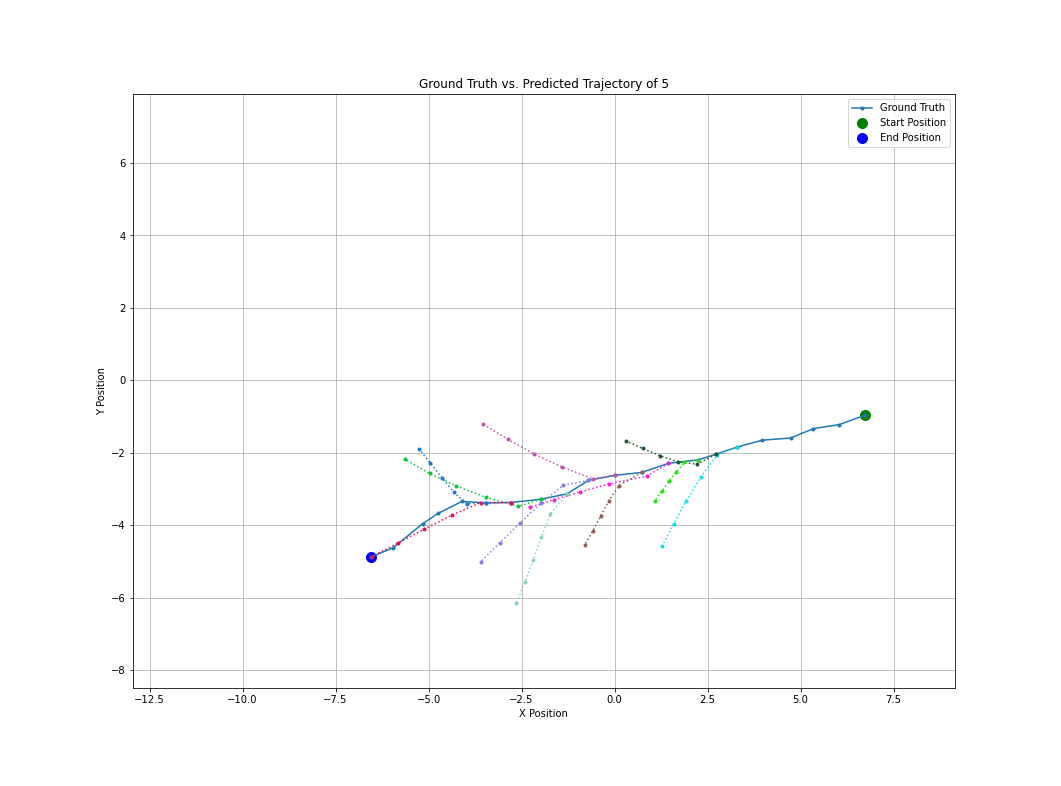 Ground Truth vs. Predicted Trajectory of 5
Ground Truth
Start Position
End Position
6
4
2
0
−2
−4
−6
−8
Y Position
−12.5 −10.0 −7.5 −5.0 −2.5 0.0 2.5 5.0 7.5
X Position